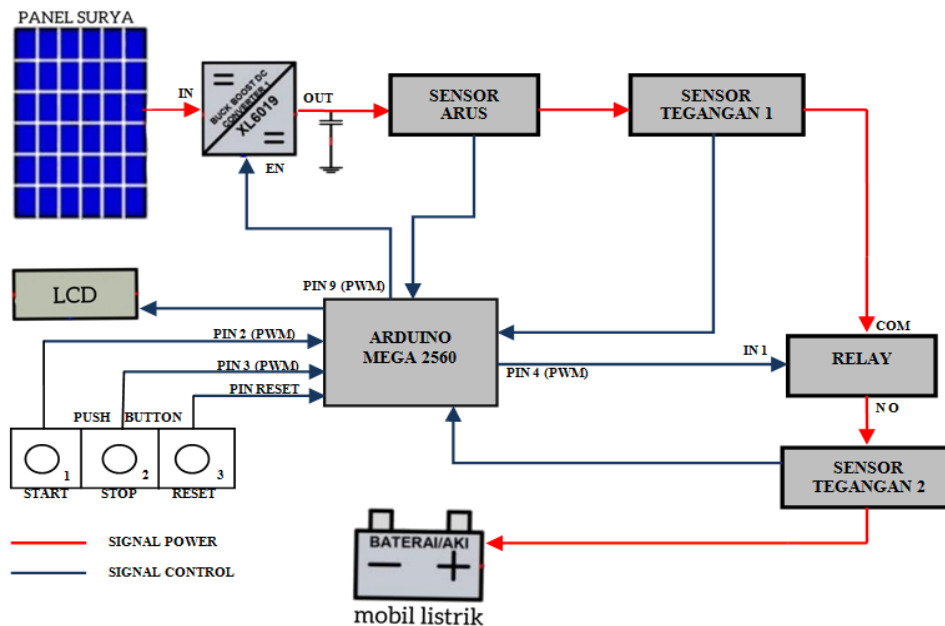 PANEL SURYA
IN
BUCK BOOST DC
CONVERTER 1
XL6019
OUT
EN
SENSOR
ARUS
SENSOR
TEGANGAN 1
LCD
PIN 9 (PWM)
PIN 2 (PWM)
PIN 3 (PWM)
PIN RESET
ARDUINO
MEGA 2560
PIN 4 (PWM)
IN 1
COM
RELAY
NO
PUSH BUTTON
1
2
3
START
STOP
RESET
SENSOR
TEGANGAN 2
SIGNAL POWER
SIGNAL CONTROL
BATERAI/AKI
mobil listrik